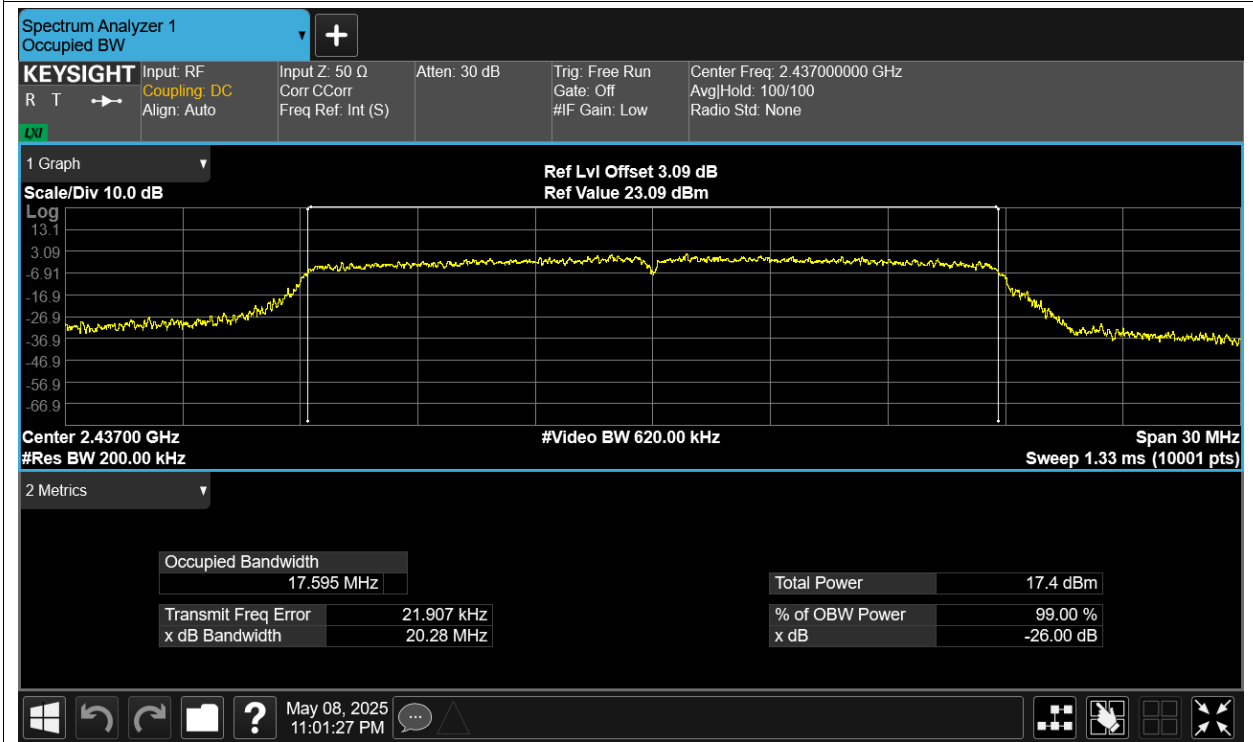 Spectrum Analyzer 1
Occupied BW
KEYSIGHT Input: RF Input Z: 50 Ω Atten: 30 dB Trig: Free Run Center Freq: 2.437000000 GHz
R T Coupling: DC Corr CCorr Gate: Off Avg|Hold: 100/100
Align: Auto Freq Ref: Int (S) #IF Gain: Low Radio Std: None
LXI
1 Graph
Ref Lvl Offset 3.09 dB
Scale/Div 10.0 dB Ref Value 23.09 dBm
Log
13.1
3.09
-6.91
-16.9
-26.9
-36.9
-46.9
-56.9
-66.9
Center 2.43700 GHz #Video BW 620.00 kHz Span 30 MHz
#Res BW 200.00 kHz Sweep 1.33 ms (10001 pts)
2 Metrics
Occupied Bandwidth
17.595 MHz Total Power 17.4 dBm
Transmit Freq Error 21.907 kHz % of OBW Power 99.00 %
x dB Bandwidth 20.28 MHz x dB -26.00 dB
? May 08, 2025
11:01:27 PM